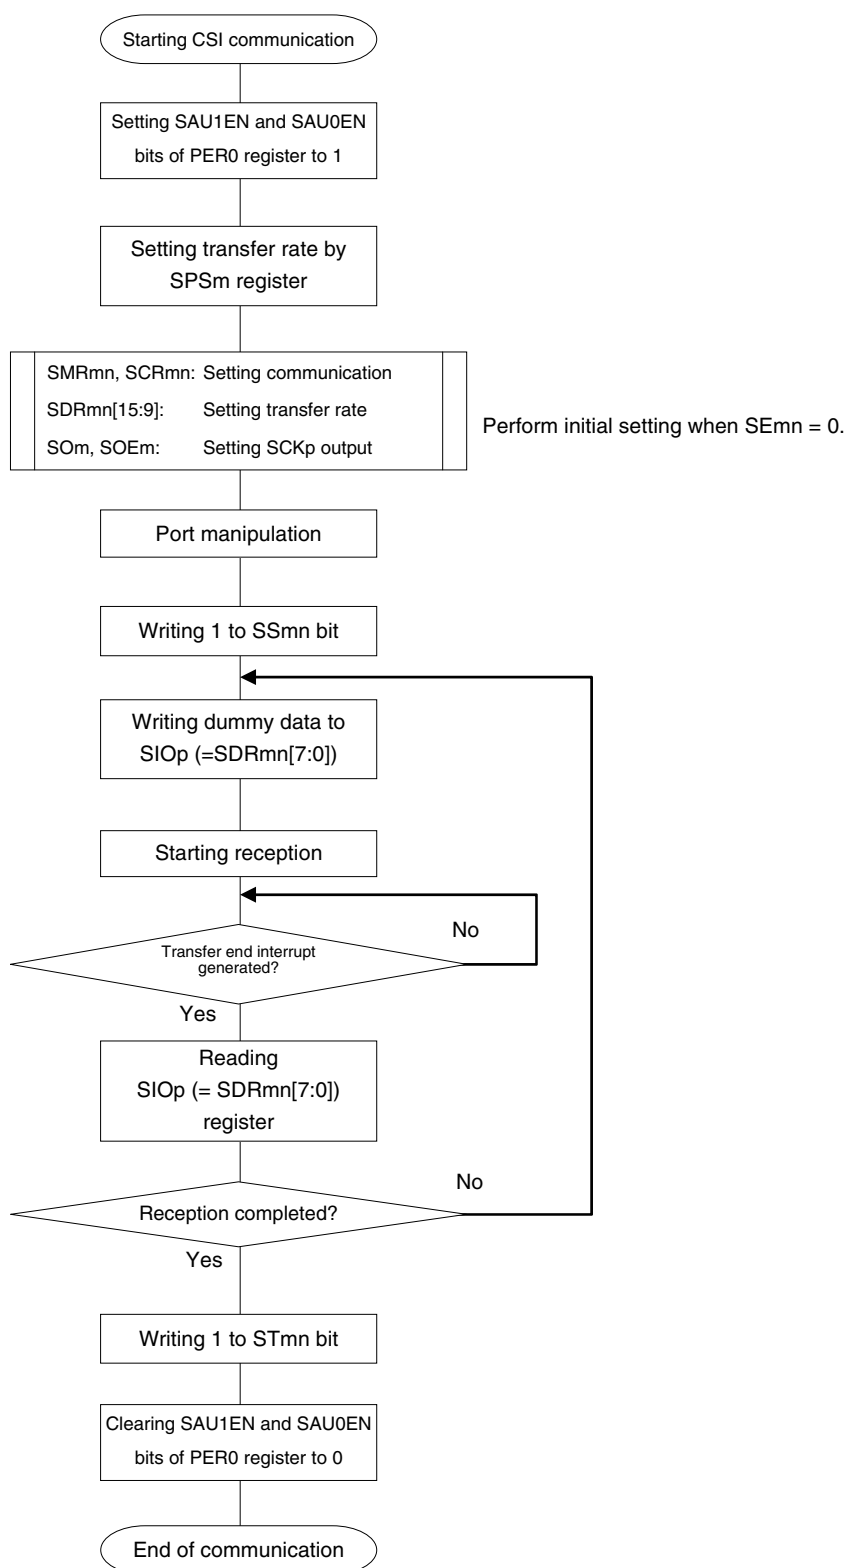 Starting CSI communication
Setting SAU1EN and SAU0EN
bits of PER0 register to 1
Setting transfer rate by
SPSm register
SMRmn, SCRmn: Setting communication
SDRmn[15:9]: Setting transfer rate
SOm, SOEm: Setting SCKp output
Perform initial setting when SEmn = 0.
Port manipulation
Writing 1 to SSmn bit
Writing dummy data to
SIOp (=SDRmn[7:0])
Starting reception
No
Transfer end interrupt
generated?
Yes
Reading
SIOp (= SDRmn[7:0])
register
No
Reception completed?
Yes
Writing 1 to STmn bit
Clearing SAU1EN and SAU0EN
bits of PER0 register to 0
End of communication